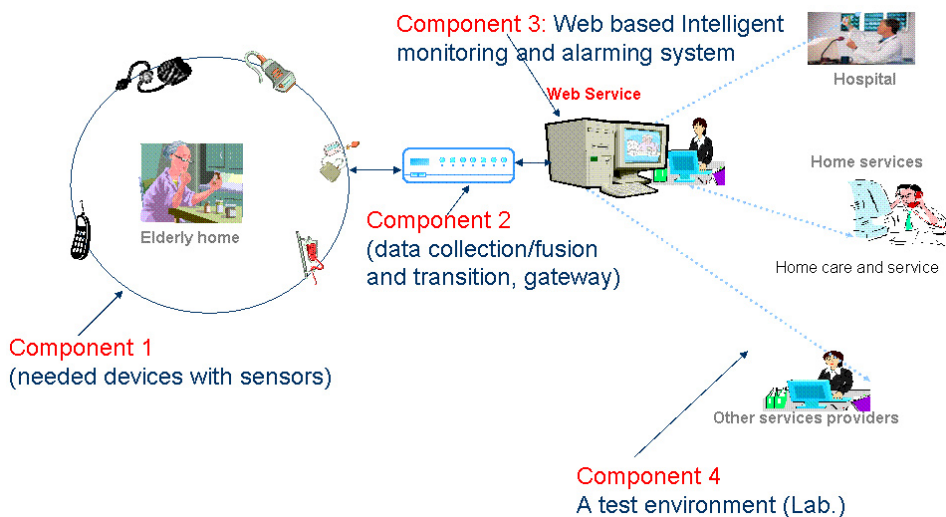 Component 3: Web based Intelligent
monitoring and alarming system
Web Service
Hospital
Home services
Elderly home
Component 2
(data collection/fusion
and transition, gateway)
Home care and service
Component 1
(needed devices with sensors)
Other services providers
Component 4
A test environment (Lab.)